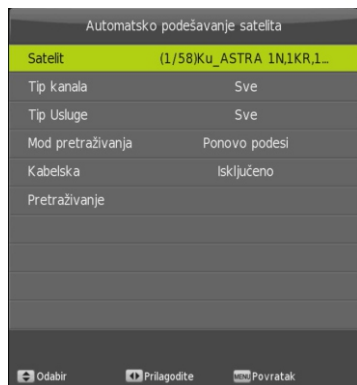 Automatsko podešavanje satelita
Satelit (1/58)Ku_ASTRA 1N,1KR,1...
Tip kanala Sve
Tip Usluge Sve
Mod pretraživanja Ponovo podesi
Kabelska Isključeno
Pretraživanje
Odabir Prilagodite MENU Povratak